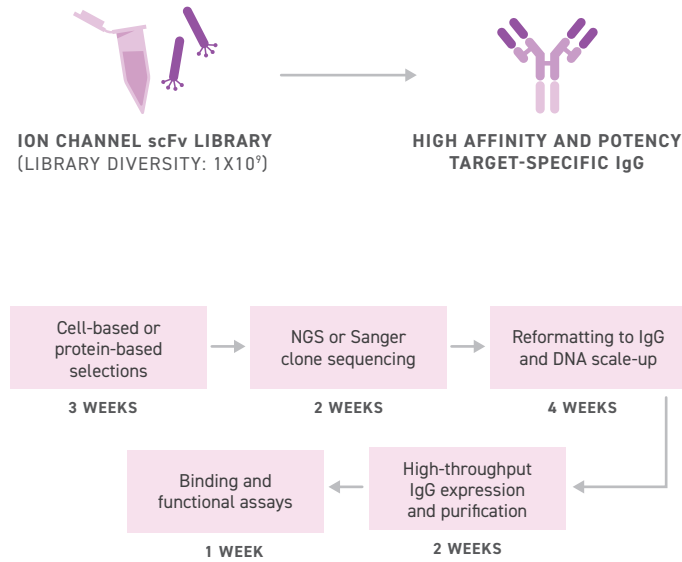 ION CHANNEL scFv LIBRARY
(LIBRARY DIVERSITY: 1X10⁹)
HIGH AFFINITY AND POTENCY
TARGET-SPECIFIC IgG
Cell-based or
protein-based
selections
3 WEEKS
NGS or Sanger
clone sequencing
2 WEEKS
Reformatting to IgG
and DNA scale-up
4 WEEKS
High-throughput
IgG expression
and purification
2 WEEKS
Binding and
functional assays
1 WEEK